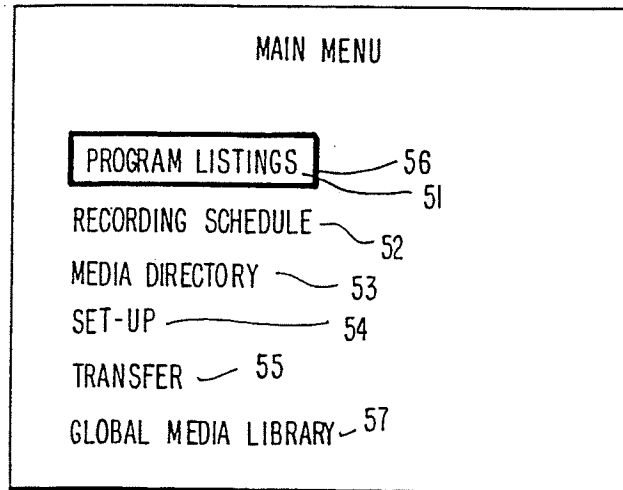 MAIN MENU
PROGRAM LISTINGS 56
51
RECORDING SCHEDULE 52
MEDIA DIRECTORY 53
SET-UP 54
TRANSFER 55
GLOBAL MEDIA LIBRARY 57